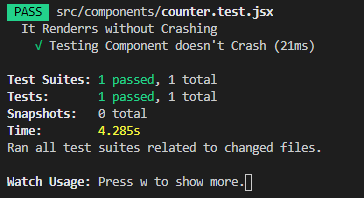 PASS src/components/counter.test.jsx
It Renderrs without Crashing
√ Testing Component doesn't Crash (21ms)
Test Suites: 1 passed, 1 total
Tests: 1 passed, 1 total
Snapshots: 0 total
Time: 4.285s
Ran all test suites related to changed files.
Watch Usage: Press w to show more.